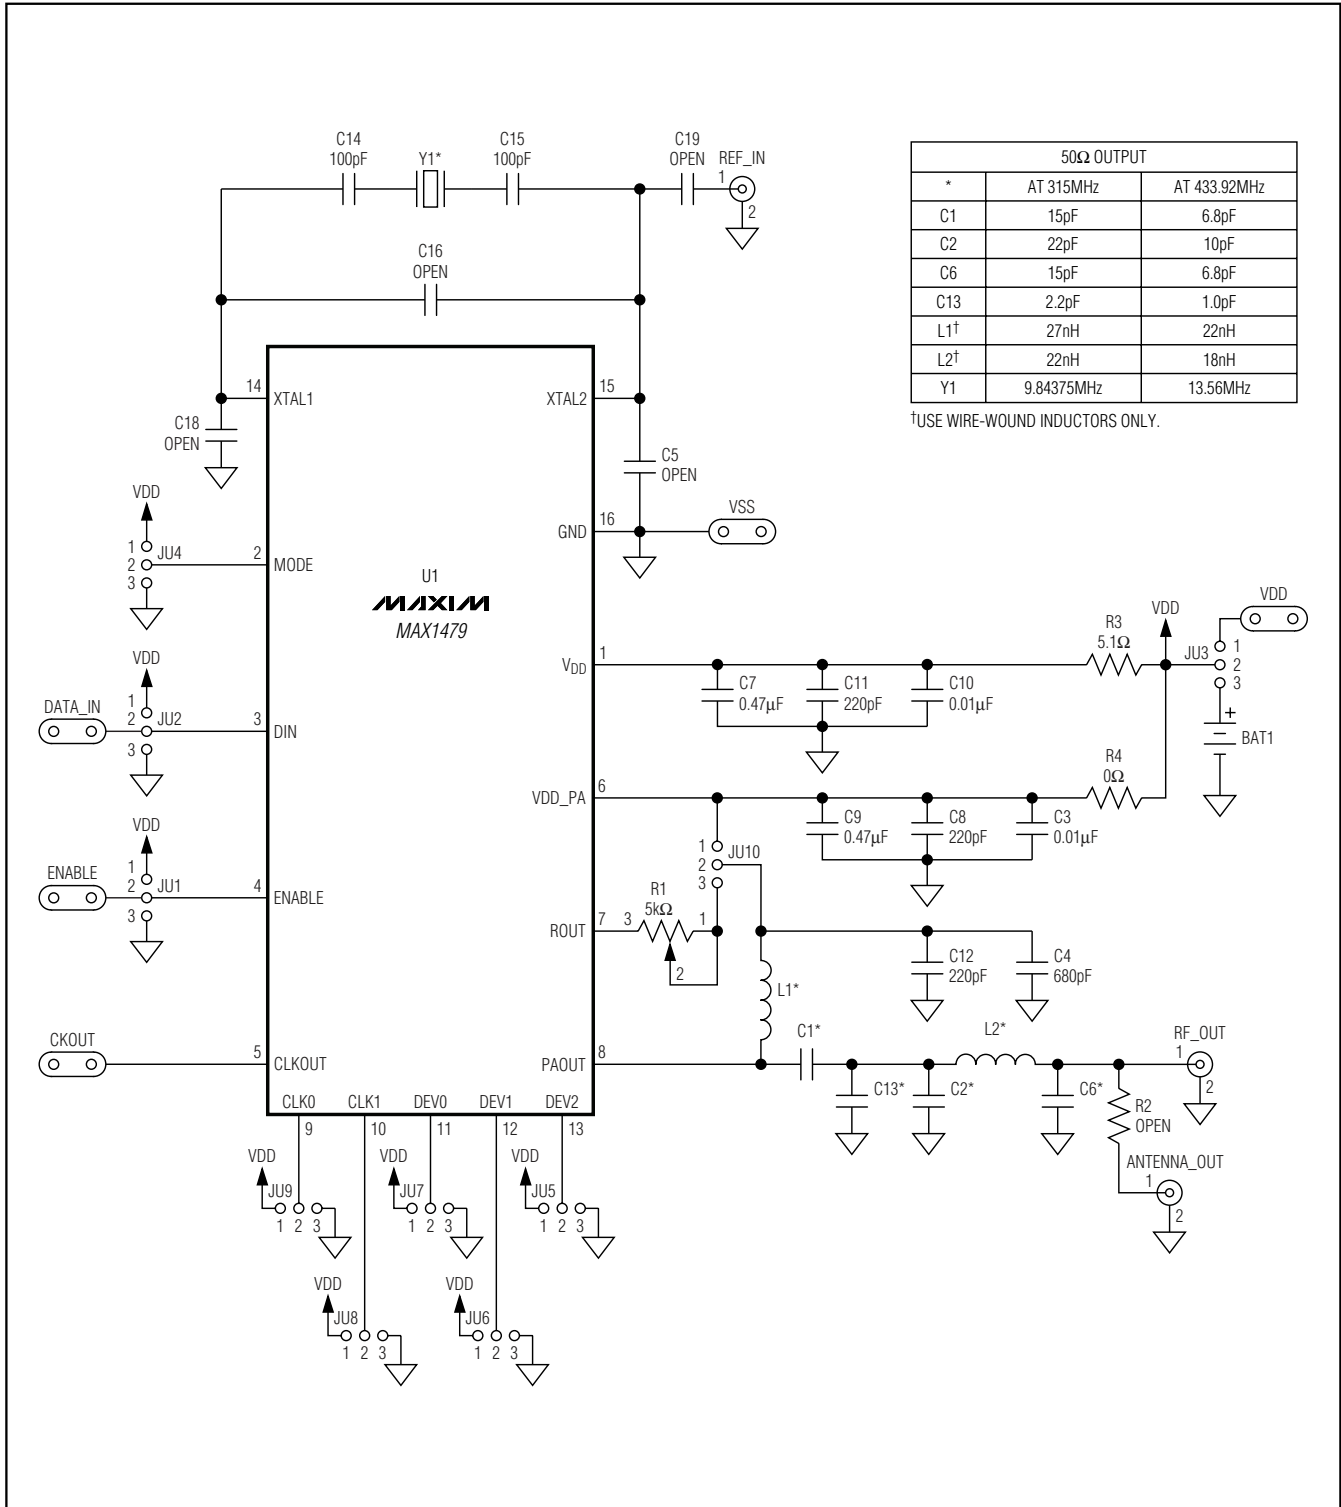 C14
100pF
Y1*
C15
100pF
C19
OPEN
REF_IN
1
2
C16
OPEN
50Ω OUTPUT
* AT 315MHz AT 433.92MHz
C1 15pF 6.8pF
C2 22pF 10pF
C6 15pF 6.8pF
C13 2.2pF 1.0pF
L1† 27nH 22nH
L2† 22nH 18nH
Y1 9.84375MHz 13.56MHz
†USE WIRE-WOUND INDUCTORS ONLY.
14
XTAL1
15
XTAL2
C18
OPEN
C5
OPEN
VDD
1
2
3
JU4
2
MODE
16
GND
VSS
U1
MAXIM
MAX1479
VDD
1
2
3
JU2
DATA_IN
3
DIN
1
VDD
C7
0.47µF
C11
220pF
C10
0.01µF
R3
5.1Ω
VDD
JU3
1
2
3
VDD
+
BAT1
6
VDD_PA
C9
0.47µF
C8
220pF
C3
0.01µF
R4
0Ω
VDD
1
2
3
JU1
ENABLE
4
ENABLE
1
2
3
JU10
7
ROUT
R1
5kΩ
3
1
2
C12
220pF
C4
680pF
L1*
CKOUT
5
CLKOUT
8
PAOUT
C1*
C13*
C2*
L2*
C6*
RF_OUT
1
2
R2
OPEN
ANTENNA_OUT
1
2
CLK0 CLK1 DEV0 DEV1 DEV2
9 10 11 12 13
VDD
JU9
1 2 3
VDD
JU7
1 2 3
VDD
JU5
1 2 3
VDD
JU8
1 2 3
VDD
JU6
1 2 3